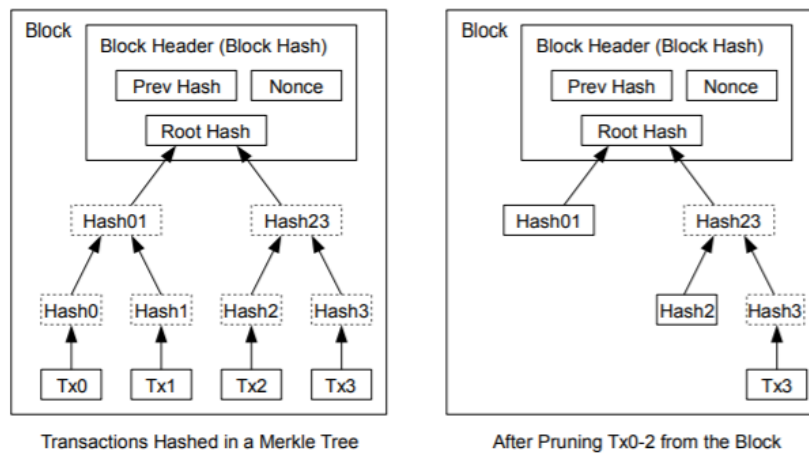 Block
Block Header (Block Hash)
Prev Hash
Nonce
Root Hash
Hash01
Hash23
Hash0
Hash1
Hash2
Hash3
Tx0
Tx1
Tx2
Tx3
Transactions Hashed in a Merkle Tree
Block
Block Header (Block Hash)
Prev Hash
Nonce
Root Hash
Hash01
Hash23
Hash2
Hash3
Tx3
After Pruning Tx0-2 from the Block